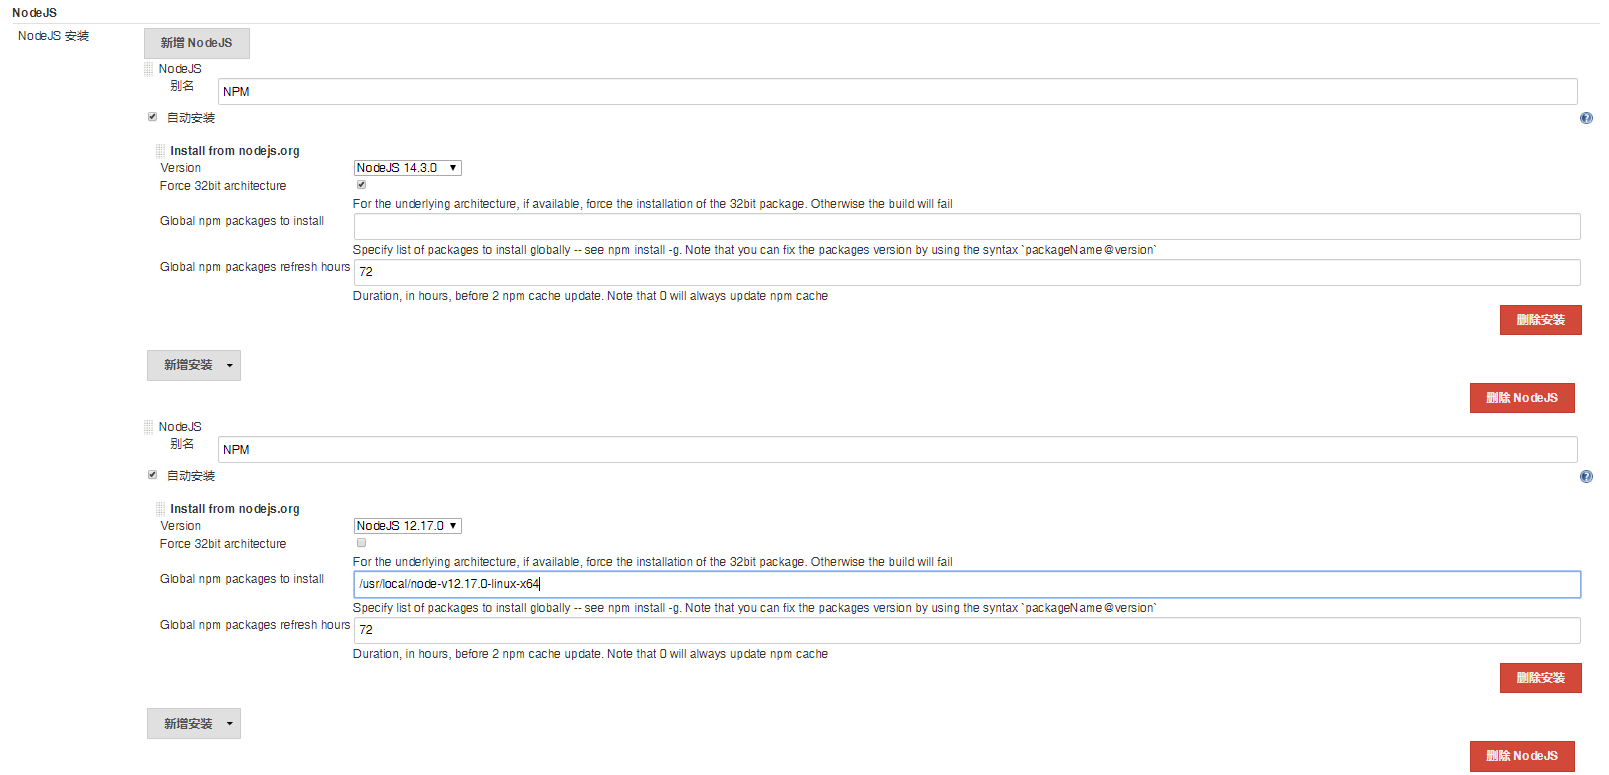 NodeJS
NodeJS 安装
新增 NodeJS
NodeJS
别名
NPM
自动安装
Install from nodejs.org
Version
NodeJS 14.3.0
Force 32bit architecture
For the underlying architecture, if available, force the installation of the 32bit package. Otherwise the build will fail
Global npm packages to install
Specify list of packages to install globally -- see npm install -g. Note that you can fix the packages version by using the syntax `packageName@version`
Global npm packages refresh hours
72
Duration, in hours, before 2 npm cache update. Note that 0 will always update npm cache
删除安装
新增安装
删除 NodeJS
NodeJS
别名
NPM
自动安装
Install from nodejs.org
Version
NodeJS 12.17.0
Force 32bit architecture
For the underlying architecture, if available, force the installation of the 32bit package. Otherwise the build will fail
Global npm packages to install
/usr/local/node-v12.17.0-linux-x64
Specify list of packages to install globally -- see npm install -g. Note that you can fix the packages version by using the syntax `packageName@version`
Global npm packages refresh hours
72
Duration, in hours, before 2 npm cache update. Note that 0 will always update npm cache
删除安装
新增安装
删除 NodeJS